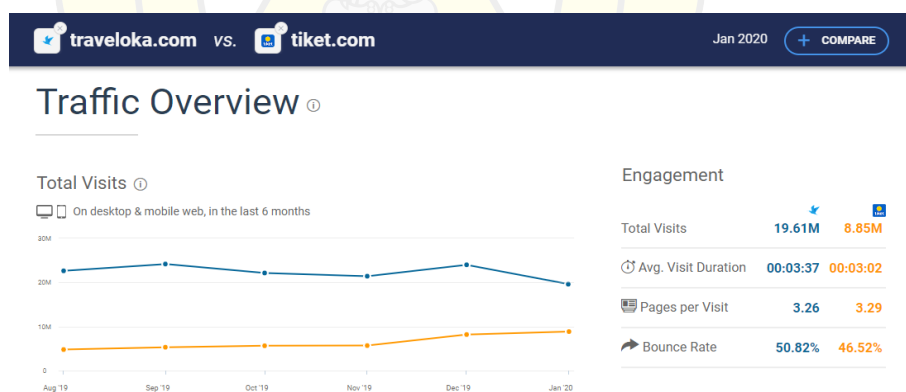 traveloka.com vs. tiket.com Jan 2020 + COMPARE
Traffic Overview
Total Visits
On desktop & mobile web, in the last 6 months
30M
20M
10M
0
Aug '19 Sep '19 Oct '19 Nov '19 Dec '19 Jan '20
Engagement
Total Visits 19.61M 8.85M
Avg. Visit Duration 00:03:37 00:03:02
Pages per Visit 3.26 3.29
Bounce Rate 50.82% 46.52%